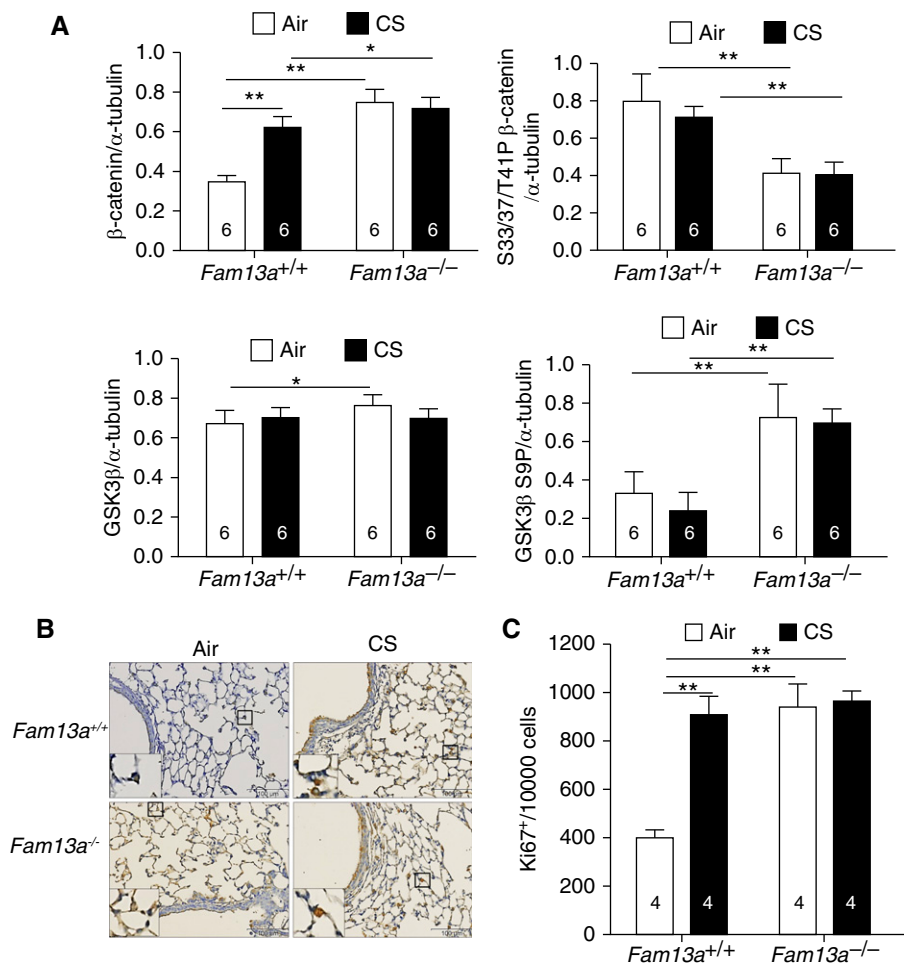 A
Air CS
1.0
0.8
0.6
0.4
0.2
0.0
β-catenin/α-tubulin
** ** *
6 6 6 6
Fam13a+/+ Fam13a−/−
Air CS
1.0
0.8
0.6
0.4
0.2
0.0
S33/37/T41P β-catenin
/α-tubulin
**
**
6 6 6 6
Fam13a+/+ Fam13a−/−
Air CS
1.0
0.8
0.6
0.4
0.2
0.0
GSK3β/α-tubulin
*
6 6 6 6
Fam13a+/+ Fam13a−/−
Air CS
1.0
0.8
0.6
0.4
0.2
0.0
GSK3β S9P/α-tubulin
**
**
6 6 6 6
Fam13a+/+ Fam13a−/−
B
Air CS
Fam13a+/+
Fam13a-/-
100 μm
C
Air CS
1200
1000
800
600
400
200
0
Ki67+/10000 cells
**
**
**
4 4 4 4
Fam13a+/+ Fam13a−/−